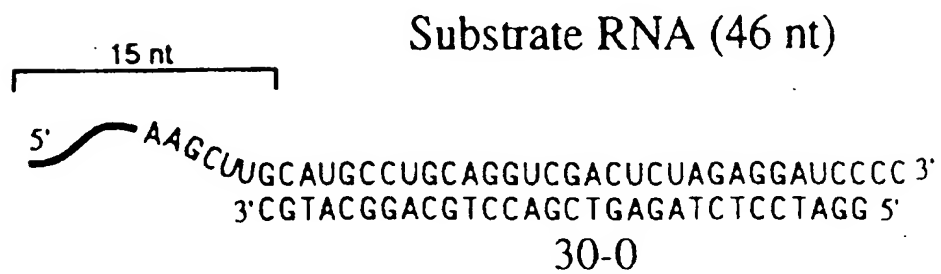 Substrate RNA (46 nt)
15 nt
5' AAGCUUGCAUGCCUGCAGGUCGACUCUAGAGGAUCCCC 3'
3' CGTACGGACGTCCAGCTGAGATCTCCTAGG 5'
30-0